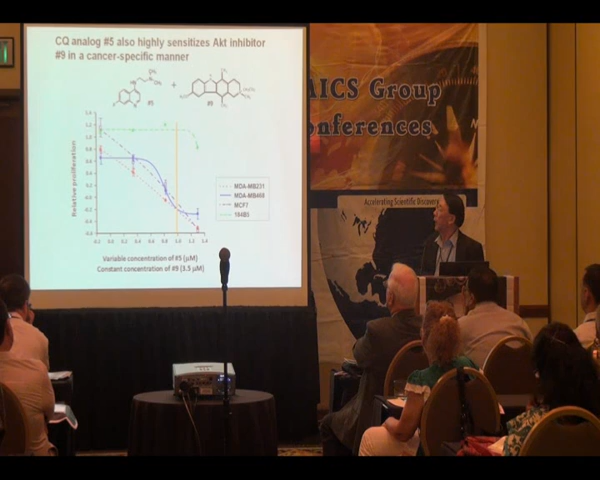 CQ analog #5 also highly sensitizes Akt inhibitor
#9 in a cancer-specific manner
#5
+
#9
Relative proliferation
MDA-MB231
MDA-MB468
MCF7
184B5
Variable concentration of #5 (μM)
Constant concentration of #9 (3.5 μM)
AICS Group
onferences
Accelerating Scientific Discovery